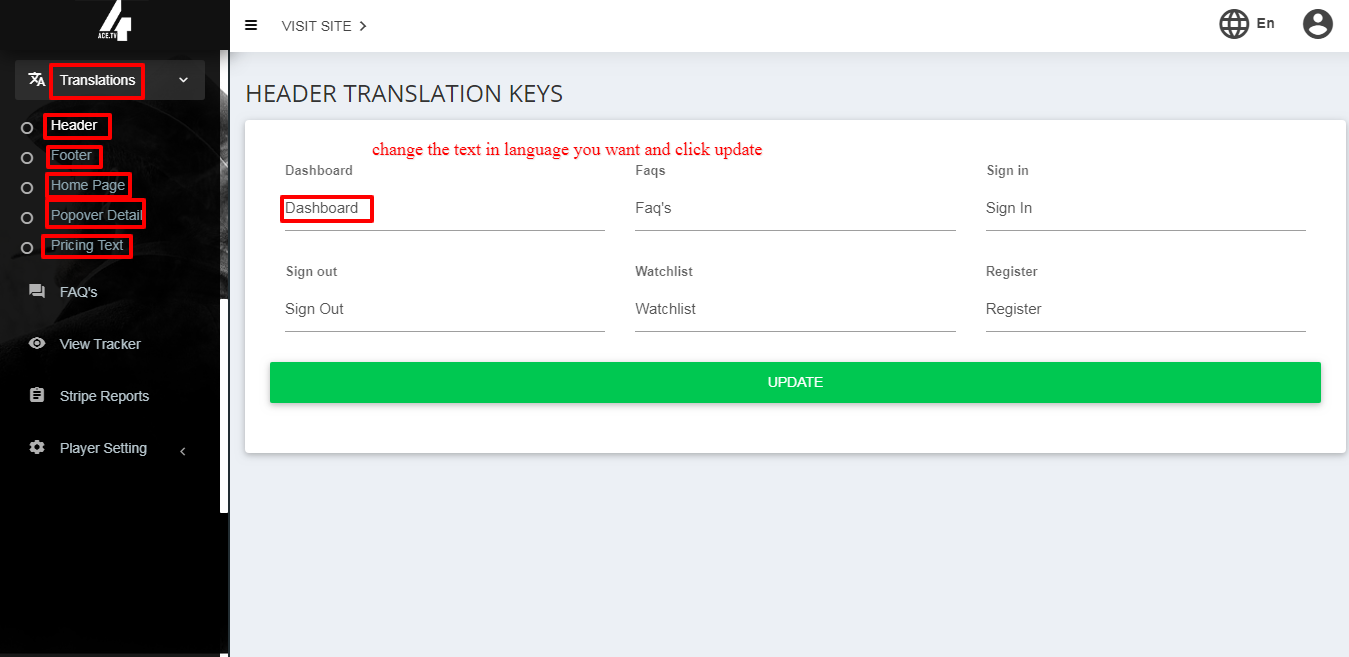 4
ACE.TV
VISIT SITE
En
Translations
Header
Footer
Home Page
Popover Detail
Pricing Text
FAQ's
View Tracker
Stripe Reports
Player Setting
HEADER TRANSLATION KEYS
change the text in language you want and click update
Dashboard
Faqs
Sign in
Dashboard
Faq's
Sign In
Sign out
Watchlist
Register
Sign Out
Watchlist
Register
UPDATE